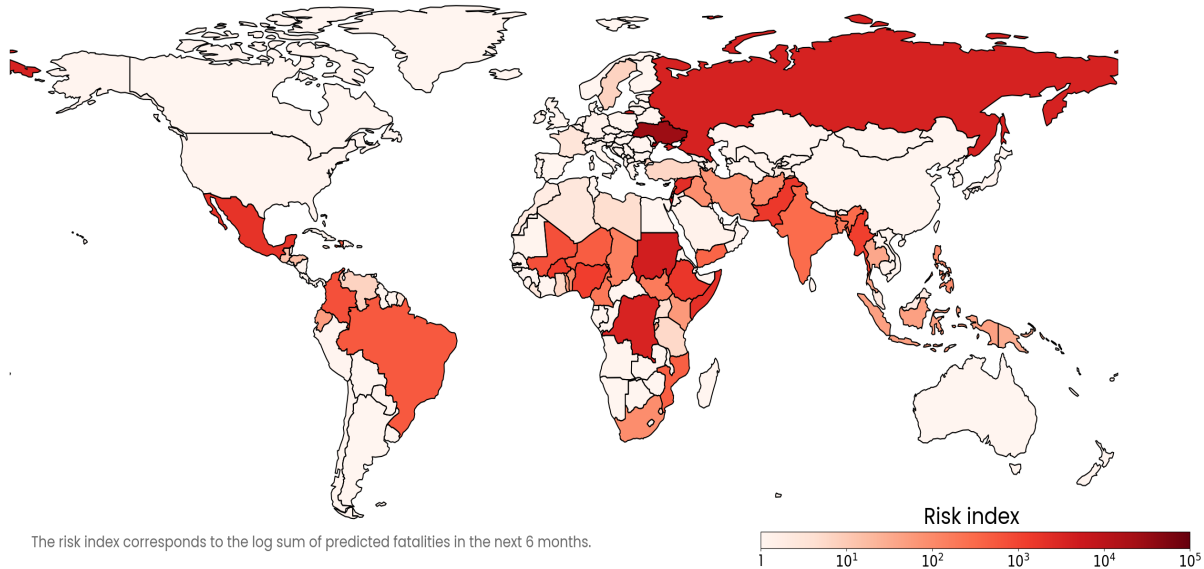 Risk index
The risk index corresponds to the log sum of predicted fatalities in the next 6 months.
1 10¹ 10² 10³ 10⁴ 10⁵